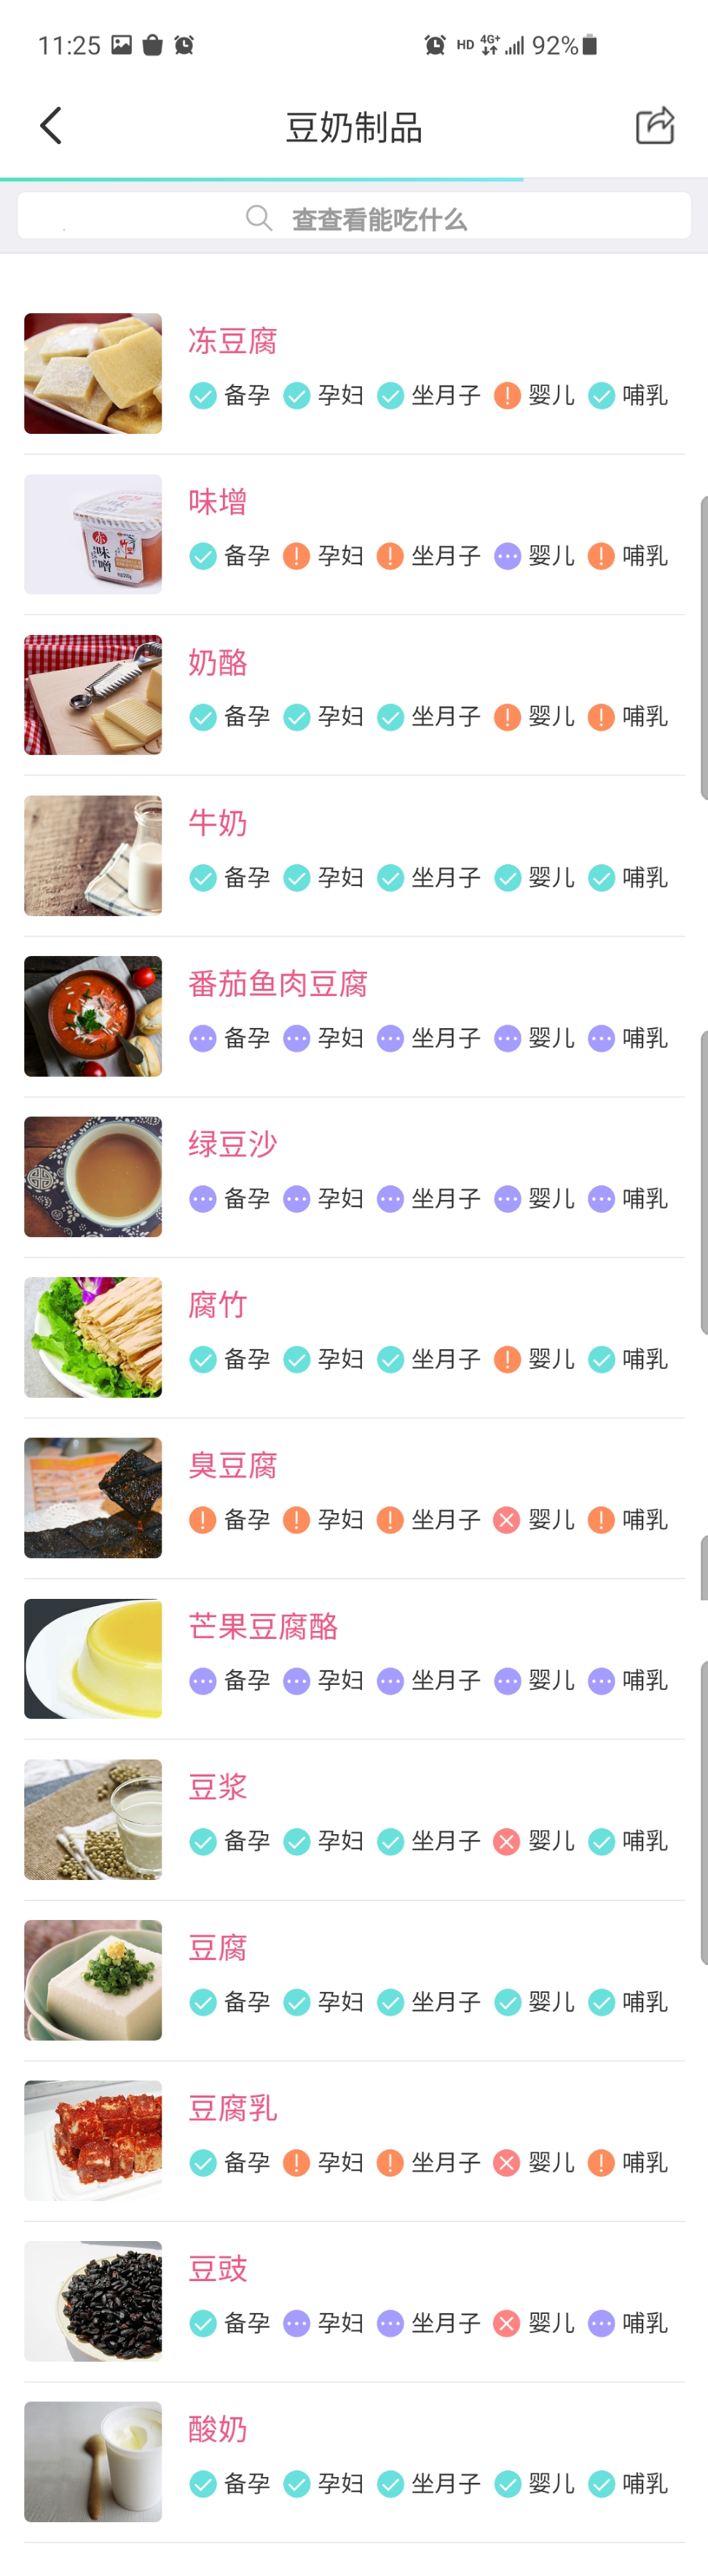 11:25
HD 4G+ 92%
豆奶制品
查查看能吃什么
冻豆腐
备孕 孕妇 坐月子 婴儿 哺乳
味增
赤 味噌
备孕 孕妇 坐月子 婴儿 哺乳
奶酪
备孕 孕妇 坐月子 婴儿 哺乳
牛奶
备孕 孕妇 坐月子 婴儿 哺乳
番茄鱼肉豆腐
备孕 孕妇 坐月子 婴儿 哺乳
绿豆沙
备孕 孕妇 坐月子 婴儿 哺乳
腐竹
备孕 孕妇 坐月子 婴儿 哺乳
臭豆腐
备孕 孕妇 坐月子 婴儿 哺乳
芒果豆腐酪
备孕 孕妇 坐月子 婴儿 哺乳
豆浆
备孕 孕妇 坐月子 婴儿 哺乳
豆腐
备孕 孕妇 坐月子 婴儿 哺乳
豆腐乳
备孕 孕妇 坐月子 婴儿 哺乳
豆豉
备孕 孕妇 坐月子 婴儿 哺乳
酸奶
备孕 孕妇 坐月子 婴儿 哺乳